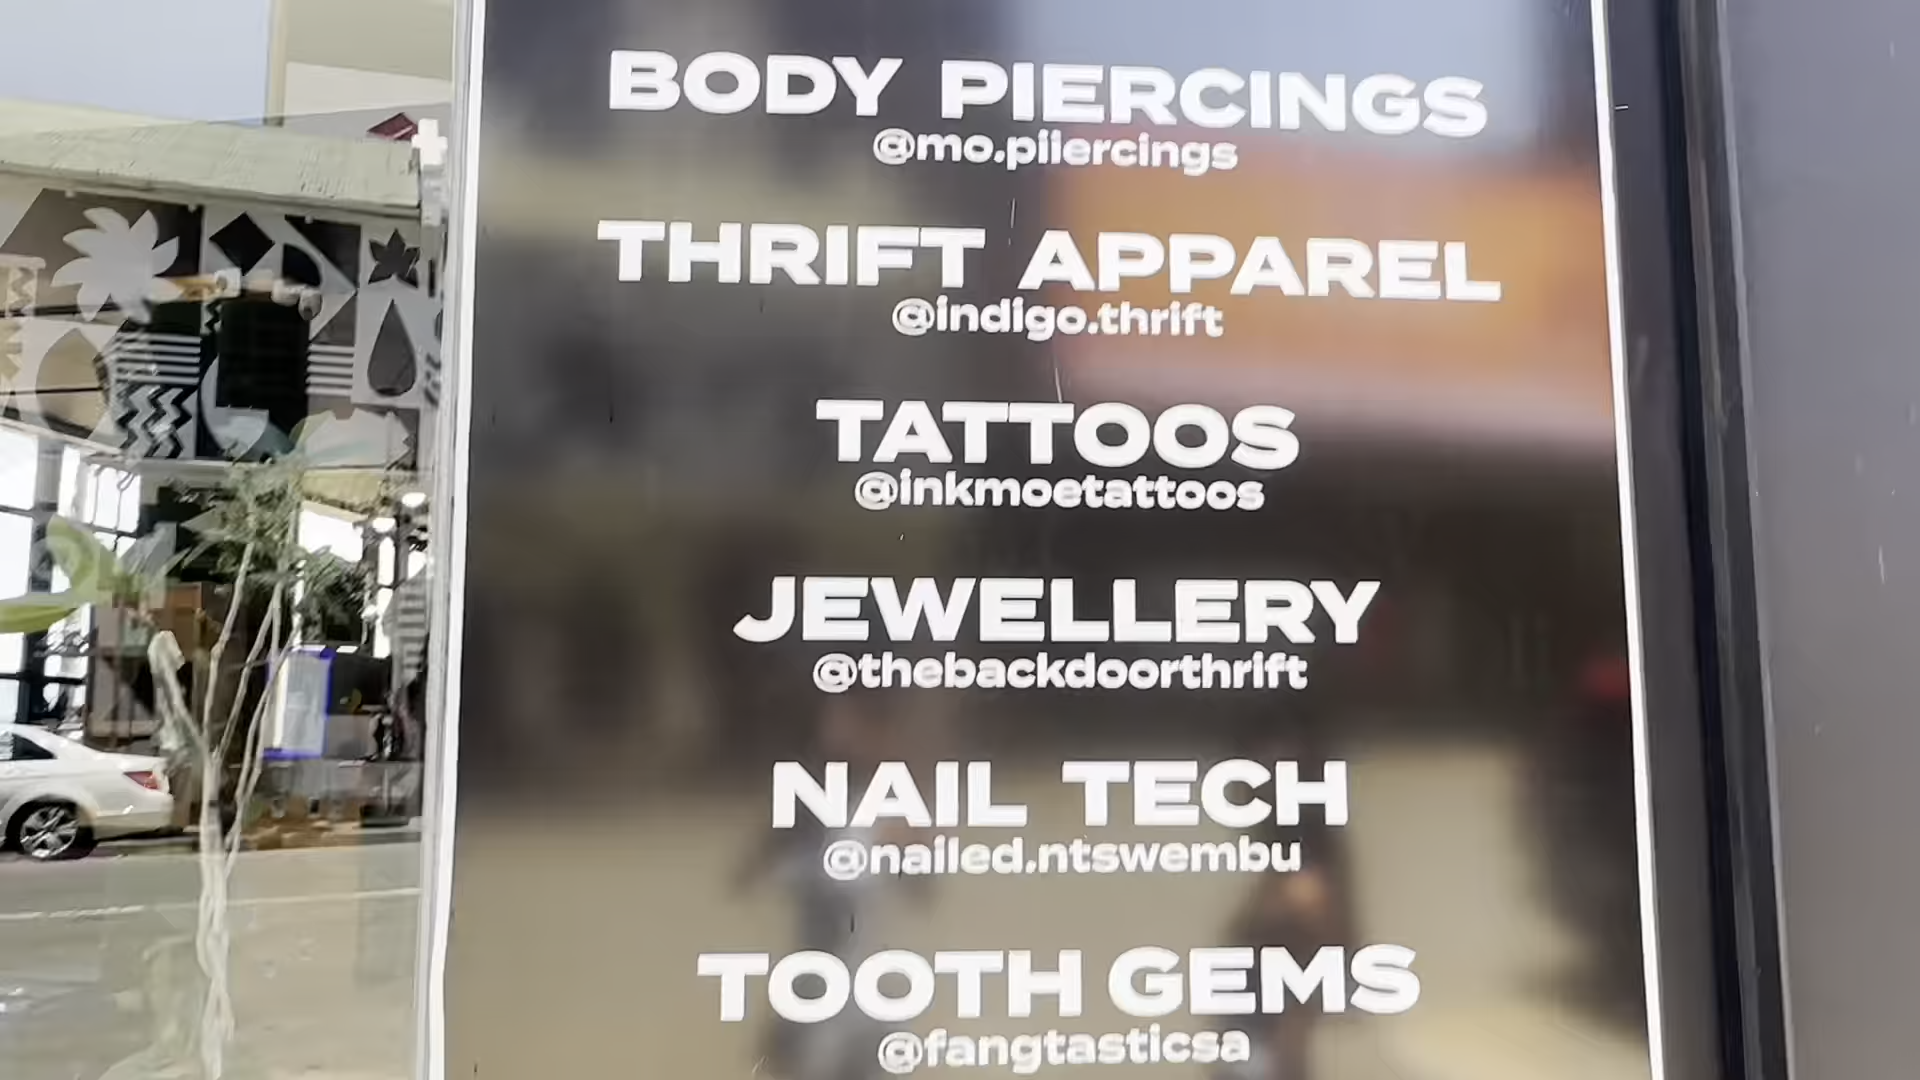 BODY PIERCINGS
@mo.piiercings
THRIFT APPAREL
@indigo.thrift
TATTOOS
@inkmoetattoos
JEWELLERY
@thebackdoorthrift
NAIL TECH
@nailed.ntswembu
TOOTH GEMS
@fangtasticsa